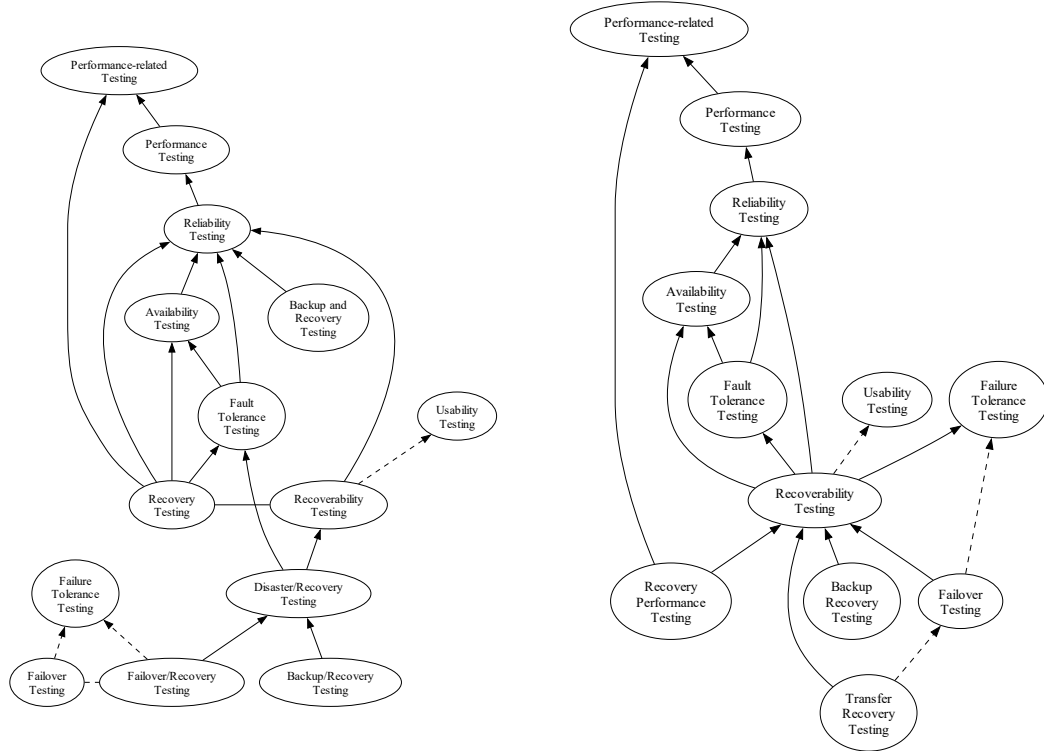 Performance-related
Testing
Performance
Testing
Reliability
Testing
Availability
Testing
Backup and
Recovery
Testing
Fault
Tolerance
Testing
Usability
Testing
Recovery
Testing
Recoverability
Testing
Failure
Tolerance
Testing
Disaster/Recovery
Testing
Failover
Testing
Failover/Recovery
Testing
Backup/Recovery
Testing
Performance-related
Testing
Performance
Testing
Reliability
Testing
Availability
Testing
Fault
Tolerance
Testing
Usability
Testing
Failure
Tolerance
Testing
Recoverability
Testing
Recovery
Performance
Testing
Backup
Recovery
Testing
Failover
Testing
Transfer
Recovery
Testing